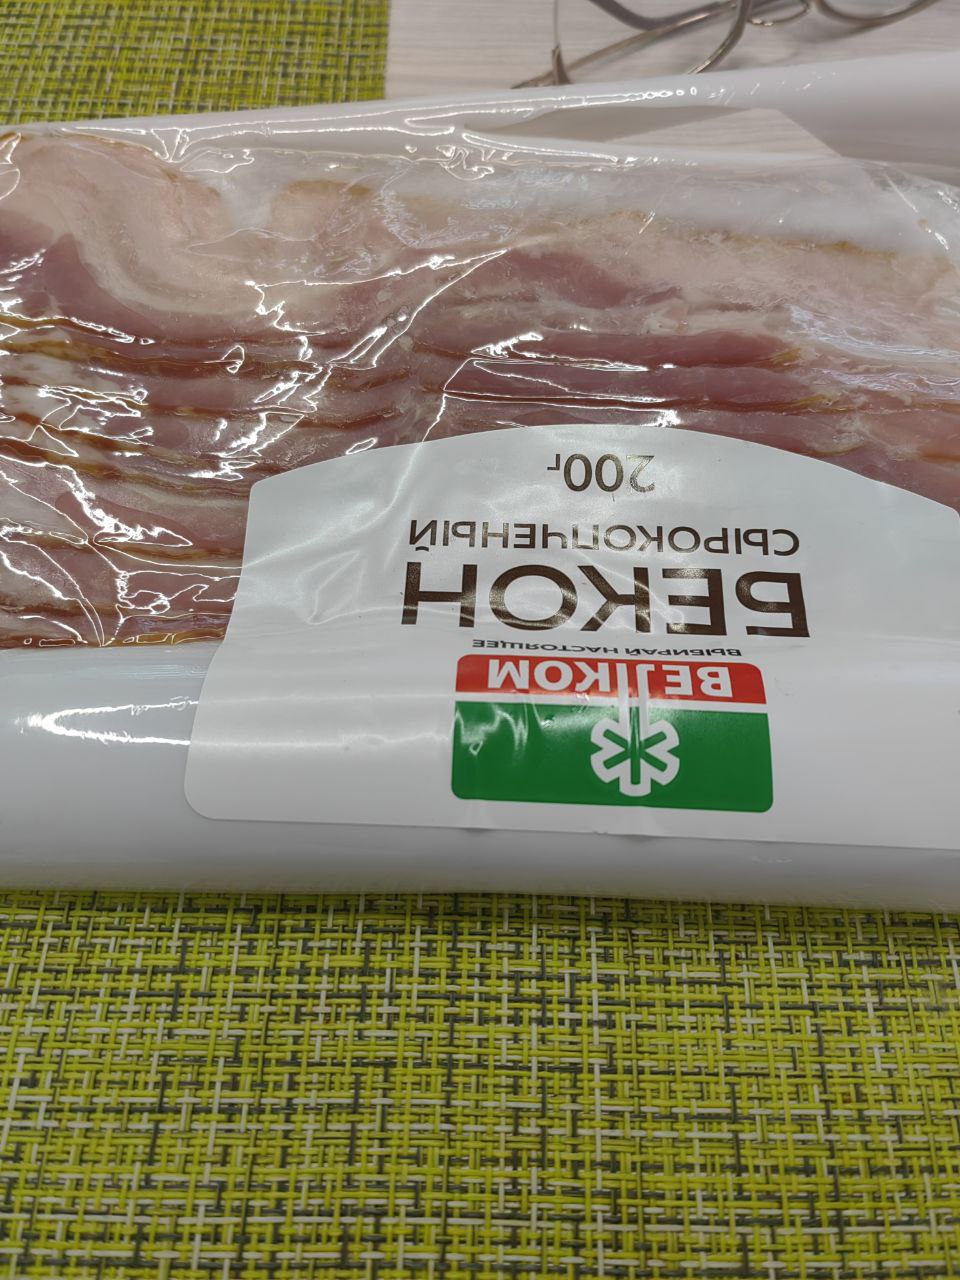 ВЕЛКОМ
ВЫБИРАЙ НАСТОЯЩЕЕ
БЕКОН
СЫРОКОПЧЕНЫЙ
200г